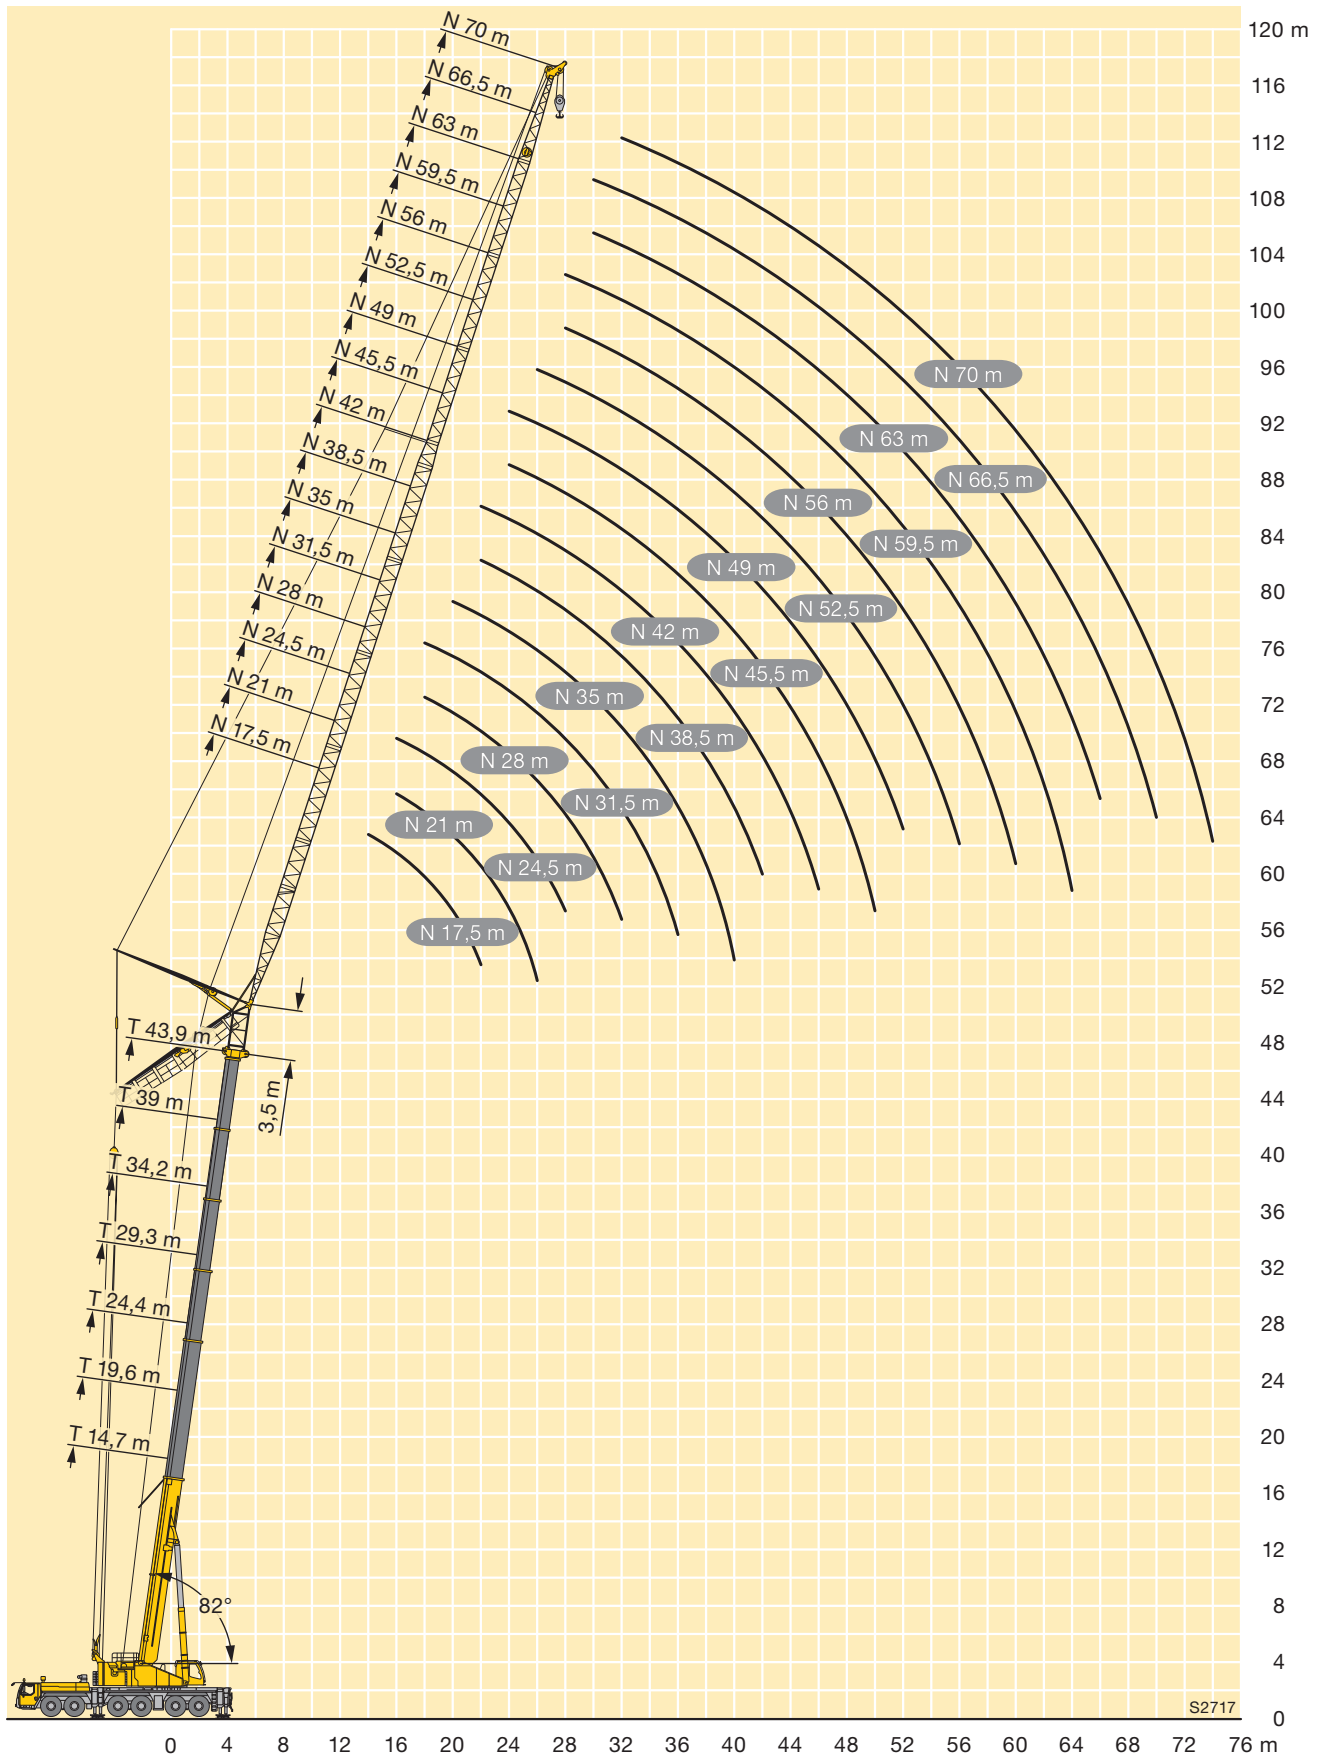 N 70 m
120 m
N 66,5 m
116
N 63 m
112
N 59,5 m
108
N 56 m
104
N 52,5 m
100
N 49 m
96
N 70 m
N 45,5 m
92
N 42 m
N 63 m
88
N 38,5 m
N 66,5 m
N 35 m
N 56 m
84
N 31,5 m
N 59,5 m
N 49 m
80
N 28 m
N 52,5 m
N 24,5 m
N 42 m
76
N 21 m
N 45,5 m
N 35 m
72
N 17,5 m
N 38,5 m
N 28 m
68
N 31,5 m
N 21 m
64
N 24,5 m
60
N 17,5 m
56
52
T 43,9 m
48
3,5 m
T 39 m
44
T 34,2 m
40
36
T 29,3 m
32
T 24,4 m
28
T 19,6 m
24
T 14,7 m
20
16
12
82°
8
4
S2717
0
0 4 8 12 16 20 24 28 32 36 40 44 48 52 56 60 64 68 72 76 m